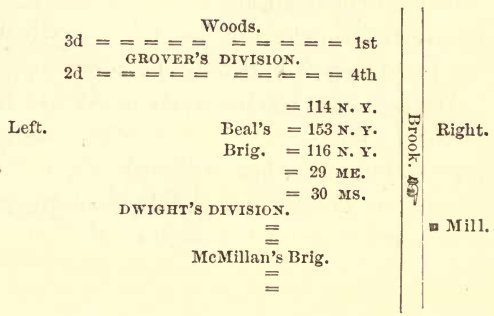 Woods.
3d = = = = = = = = = = 1st
GROVER'S DIVISION.
2d = = = = = = = = = = 4th
= 114 N. Y.
Left. Beal's = 153 N. Y. Right.
Brig. = 116 N. Y.
= 29 ME.
= 30 MS.
Brook.
DWIGHT'S DIVISION.
=
=
Mill.
McMillan's Brig.
=
=